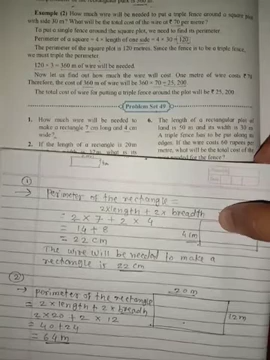 Example (2) How much wire will be needed to put a triple fence around a square plot
with side 30 m? What will be the total cost of the wire at ₹ 70 per metre?
To put a triple fence around the square plot, we need to find its perimeter.
Perimeter of a square = 4 × length of one side = 4 × 30 = 120
The perimeter of the square plot is 120 metres. Since the fence is to be a triple fence,
we must triple the perimeter.
120 × 3 = 360 m of wire will be needed.
Now let us find out how much the wire will cost. One metre of wire costs ₹ 70
Therefore, the cost of 360 m of wire will be 360 × 70 = 25,200
The total cost of wire for putting a triple fence around the plot will be ₹ 25,200.
Problem Set 40
1. How much wire will be needed to
make a rectangle 7 cm long and 4 cm
wide?
2. If the length of a rectangle is 20m
6. The length of a rectangular plot of
land is 50 m and its width is 30 m
A triple fence has to be put along its
edges. If the wire costs 60 rupees per
metre, what will be the total cost of the
for the fence?
①
→ Perimeter of the rectangle =
2xlength + 2x breadth
= 2 x 7 + 2 x 4
= 14 + 8
= 22 cm
4cm
The wire will be needed to make a
rectangle is 22 cm
②
→ Perimeter of the rectangle
= 2 x length + 2 x breadth
= 2 x 20 + 2 x 12
= 40 + 24
= 64m
20 m
12m